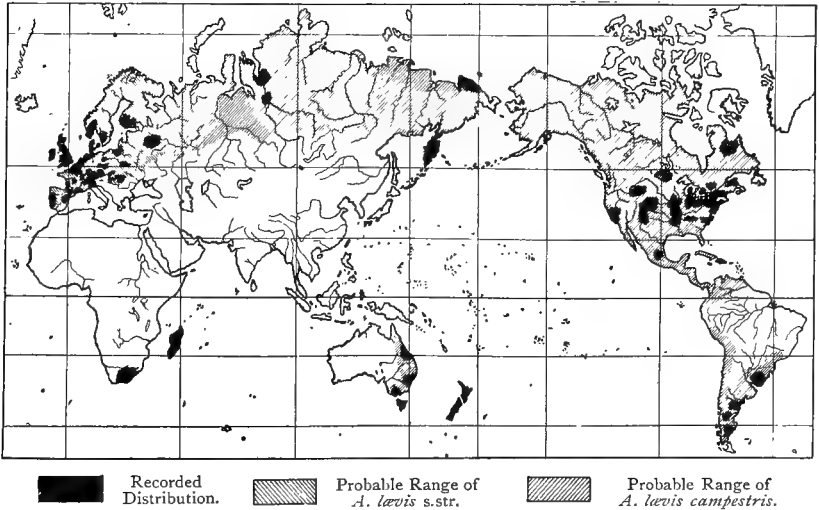 Recorded
Distribution.
Probable Range of
A. lævis s.str.
Probable Range of
A. lævis campestris.